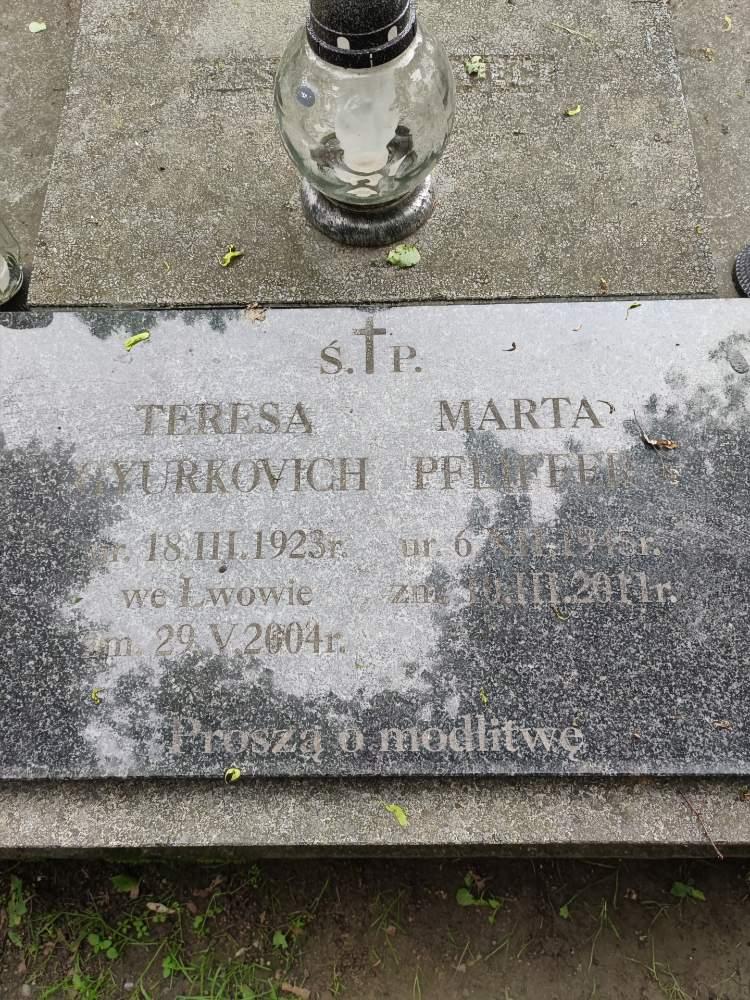 Ś. P.
TERESA
GYURKOVICH
ur. 18.III.1923r.
we Lwowie
zm. 29.V.2004r.
MARTA
PFEIFFER
ur. 6.XII.1945r.
zm. 10.III.2011r.
Proszą o modlitwę